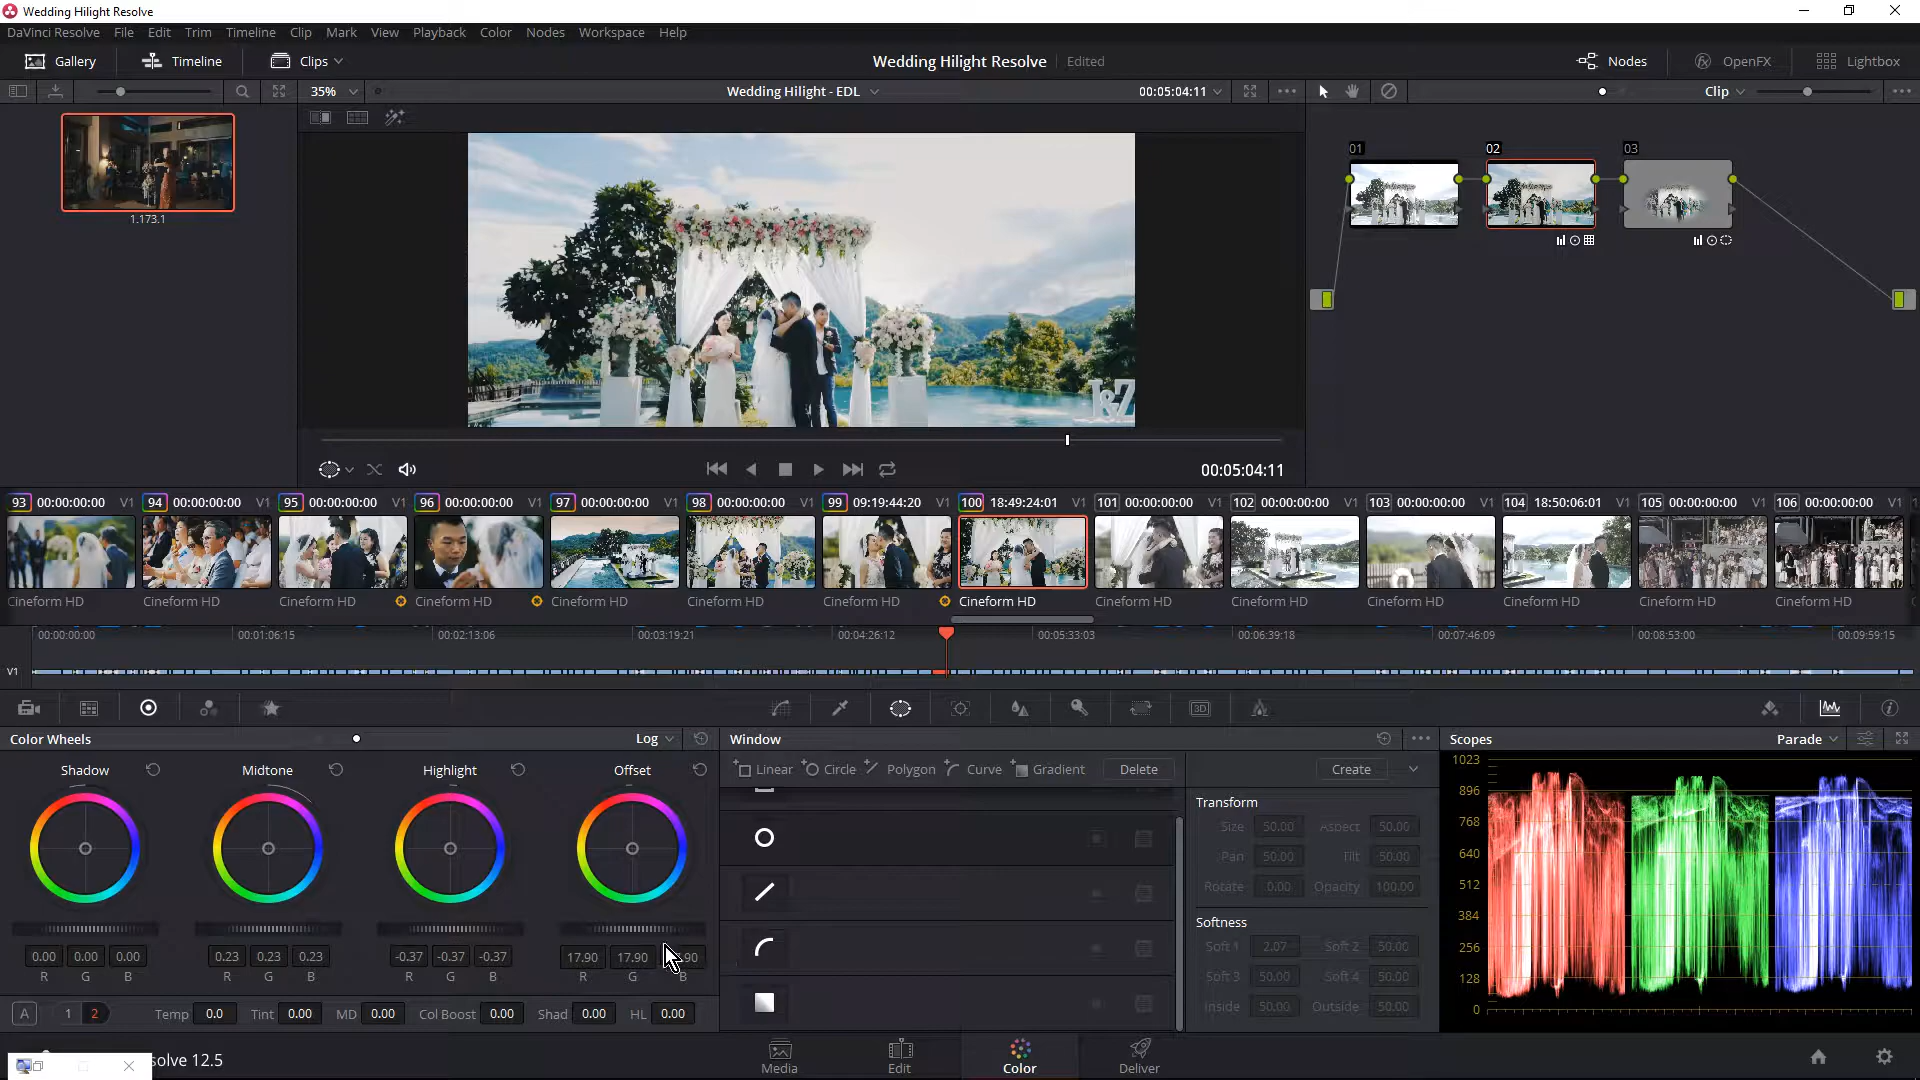 Wedding Hilight Resolve
DaVinci Resolve File Edit Trim Timeline Clip Mark View Playback Color Nodes Workspace Help
Gallery Timeline Clips Wedding Hilight Resolve Edited Nodes OpenFX Lightbox
35% Wedding Hilight - EDL 00:05:04:11 Clip
01 02 03
1.173.1
I&Z
00:05:04:11
93 00:00:00:00 V1 94 00:00:00:00 V1 95 00:00:00:00 V1 96 00:00:00:00 V1 97 00:00:00:00 V1 98 00:00:00:00 V1 99 09:19:44:20 V1 100 18:49:24:01 V1 101 00:00:00:00 V1 102 00:00:00:00 V1 103 00:00:00:00 V1 104 18:50:06:01 V1 105 00:00:00:00 V1 106 00:00:00:00 V1
Cineform HD Cineform HD Cineform HD Cineform HD Cineform HD Cineform HD Cineform HD Cineform HD Cineform HD Cineform HD Cineform HD Cineform HD Cineform HD Cineform HD
00:00:00:00 00:01:06:15 00:02:13:06 00:03:19:21 00:04:26:12 00:05:33:03 00:06:39:18 00:07:46:09 00:08:53:00 00:09:59:15
V1
3D
Color Wheels Log Window Scopes Parade
Shadow Midtone Highlight Offset Linear Circle Polygon Curve Gradient Delete Create
Transform
Size 50.00 Aspect 50.00
Pan 50.00 Tilt 50.00
Rotate 0.00 Opacity 100.00
Softness
Soft 1 2.07 Soft 2 50.00
Soft 3 50.00 Soft 4 50.00
Inside 50.00 Outside 50.00
1023
896
768
640
512
384
256
128
0
0.00 0.00 0.00 0.23 0.23 0.23 -0.37 -0.37 -0.37 17.90 17.90 .90
R G B R G B R G B R G B
A 1 2 Temp 0.0 Tint 0.00 MD 0.00 Col Boost 0.00 Shad 0.00 HL 0.00
solve 12.5
Media Edit Color Deliver